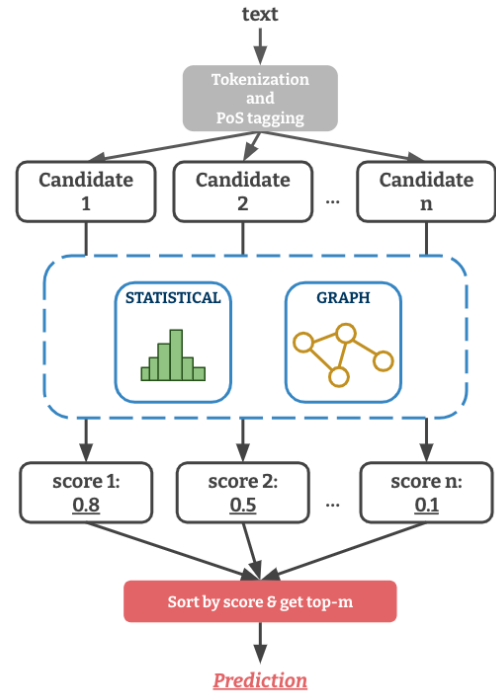 text
Tokenization
and
PoS tagging
Candidate
1
Candidate
2
...
Candidate
n
STATISTICAL
GRAPH
score 1:
0.8
score 2:
0.5
...
score n:
0.1
Sort by score & get top-m
Prediction